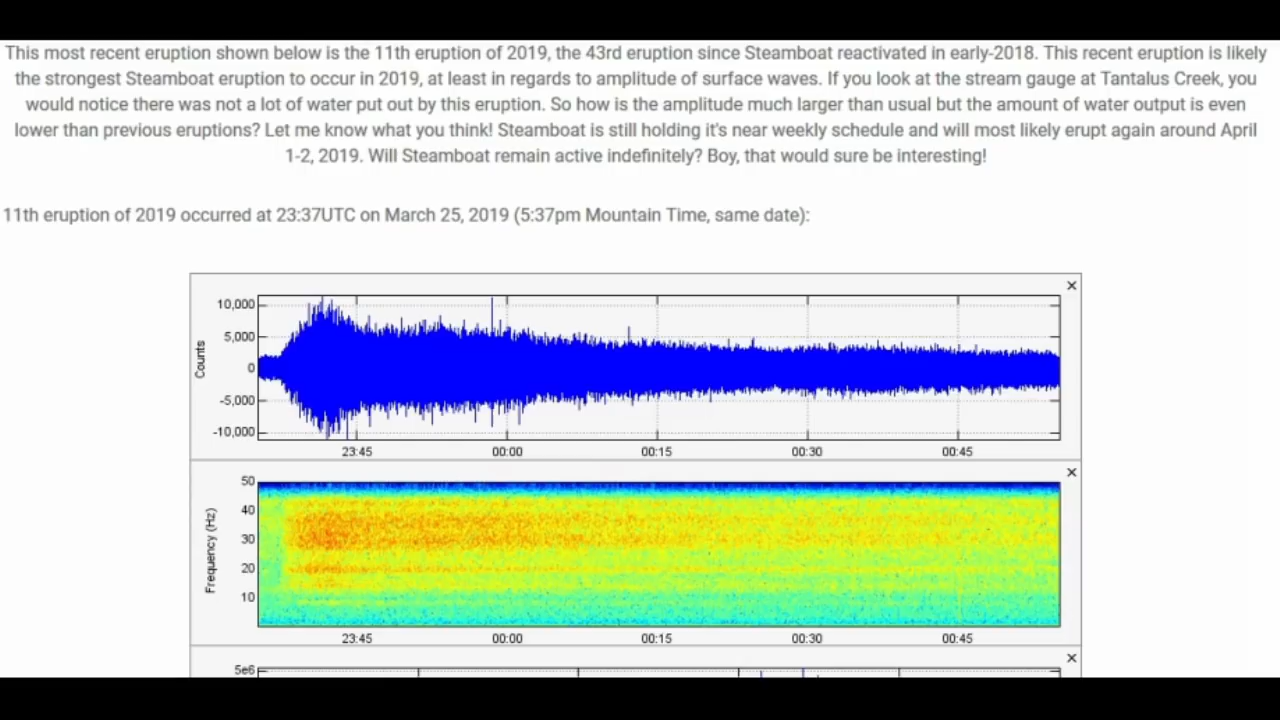 This most recent eruption shown below is the 11th eruption of 2019, the 43rd eruption since Steamboat reactivated in early-2018. This recent eruption is likely
the strongest Steamboat eruption to occur in 2019, at least in regards to amplitude of surface waves. If you look at the stream gauge at Tantalus Creek, you
would notice there was not a lot of water put out by this eruption. So how is the amplitude much larger than usual but the amount of water output is even
lower than previous eruptions? Let me know what you think! Steamboat is still holding it's near weekly schedule and will most likely erupt again around April
1-2, 2019. Will Steamboat remain active indefinitely? Boy, that would sure be interesting!
11th eruption of 2019 occurred at 23:37UTC on March 25, 2019 (5:37pm Mountain Time, same date):
10,000
5,000
0
-5,000
-10,000
Counts
23:45 00:00 00:15 00:30 00:45
50
40
30
20
10
Frequency (Hz)
23:45 00:00 00:15 00:30 00:45
5e6